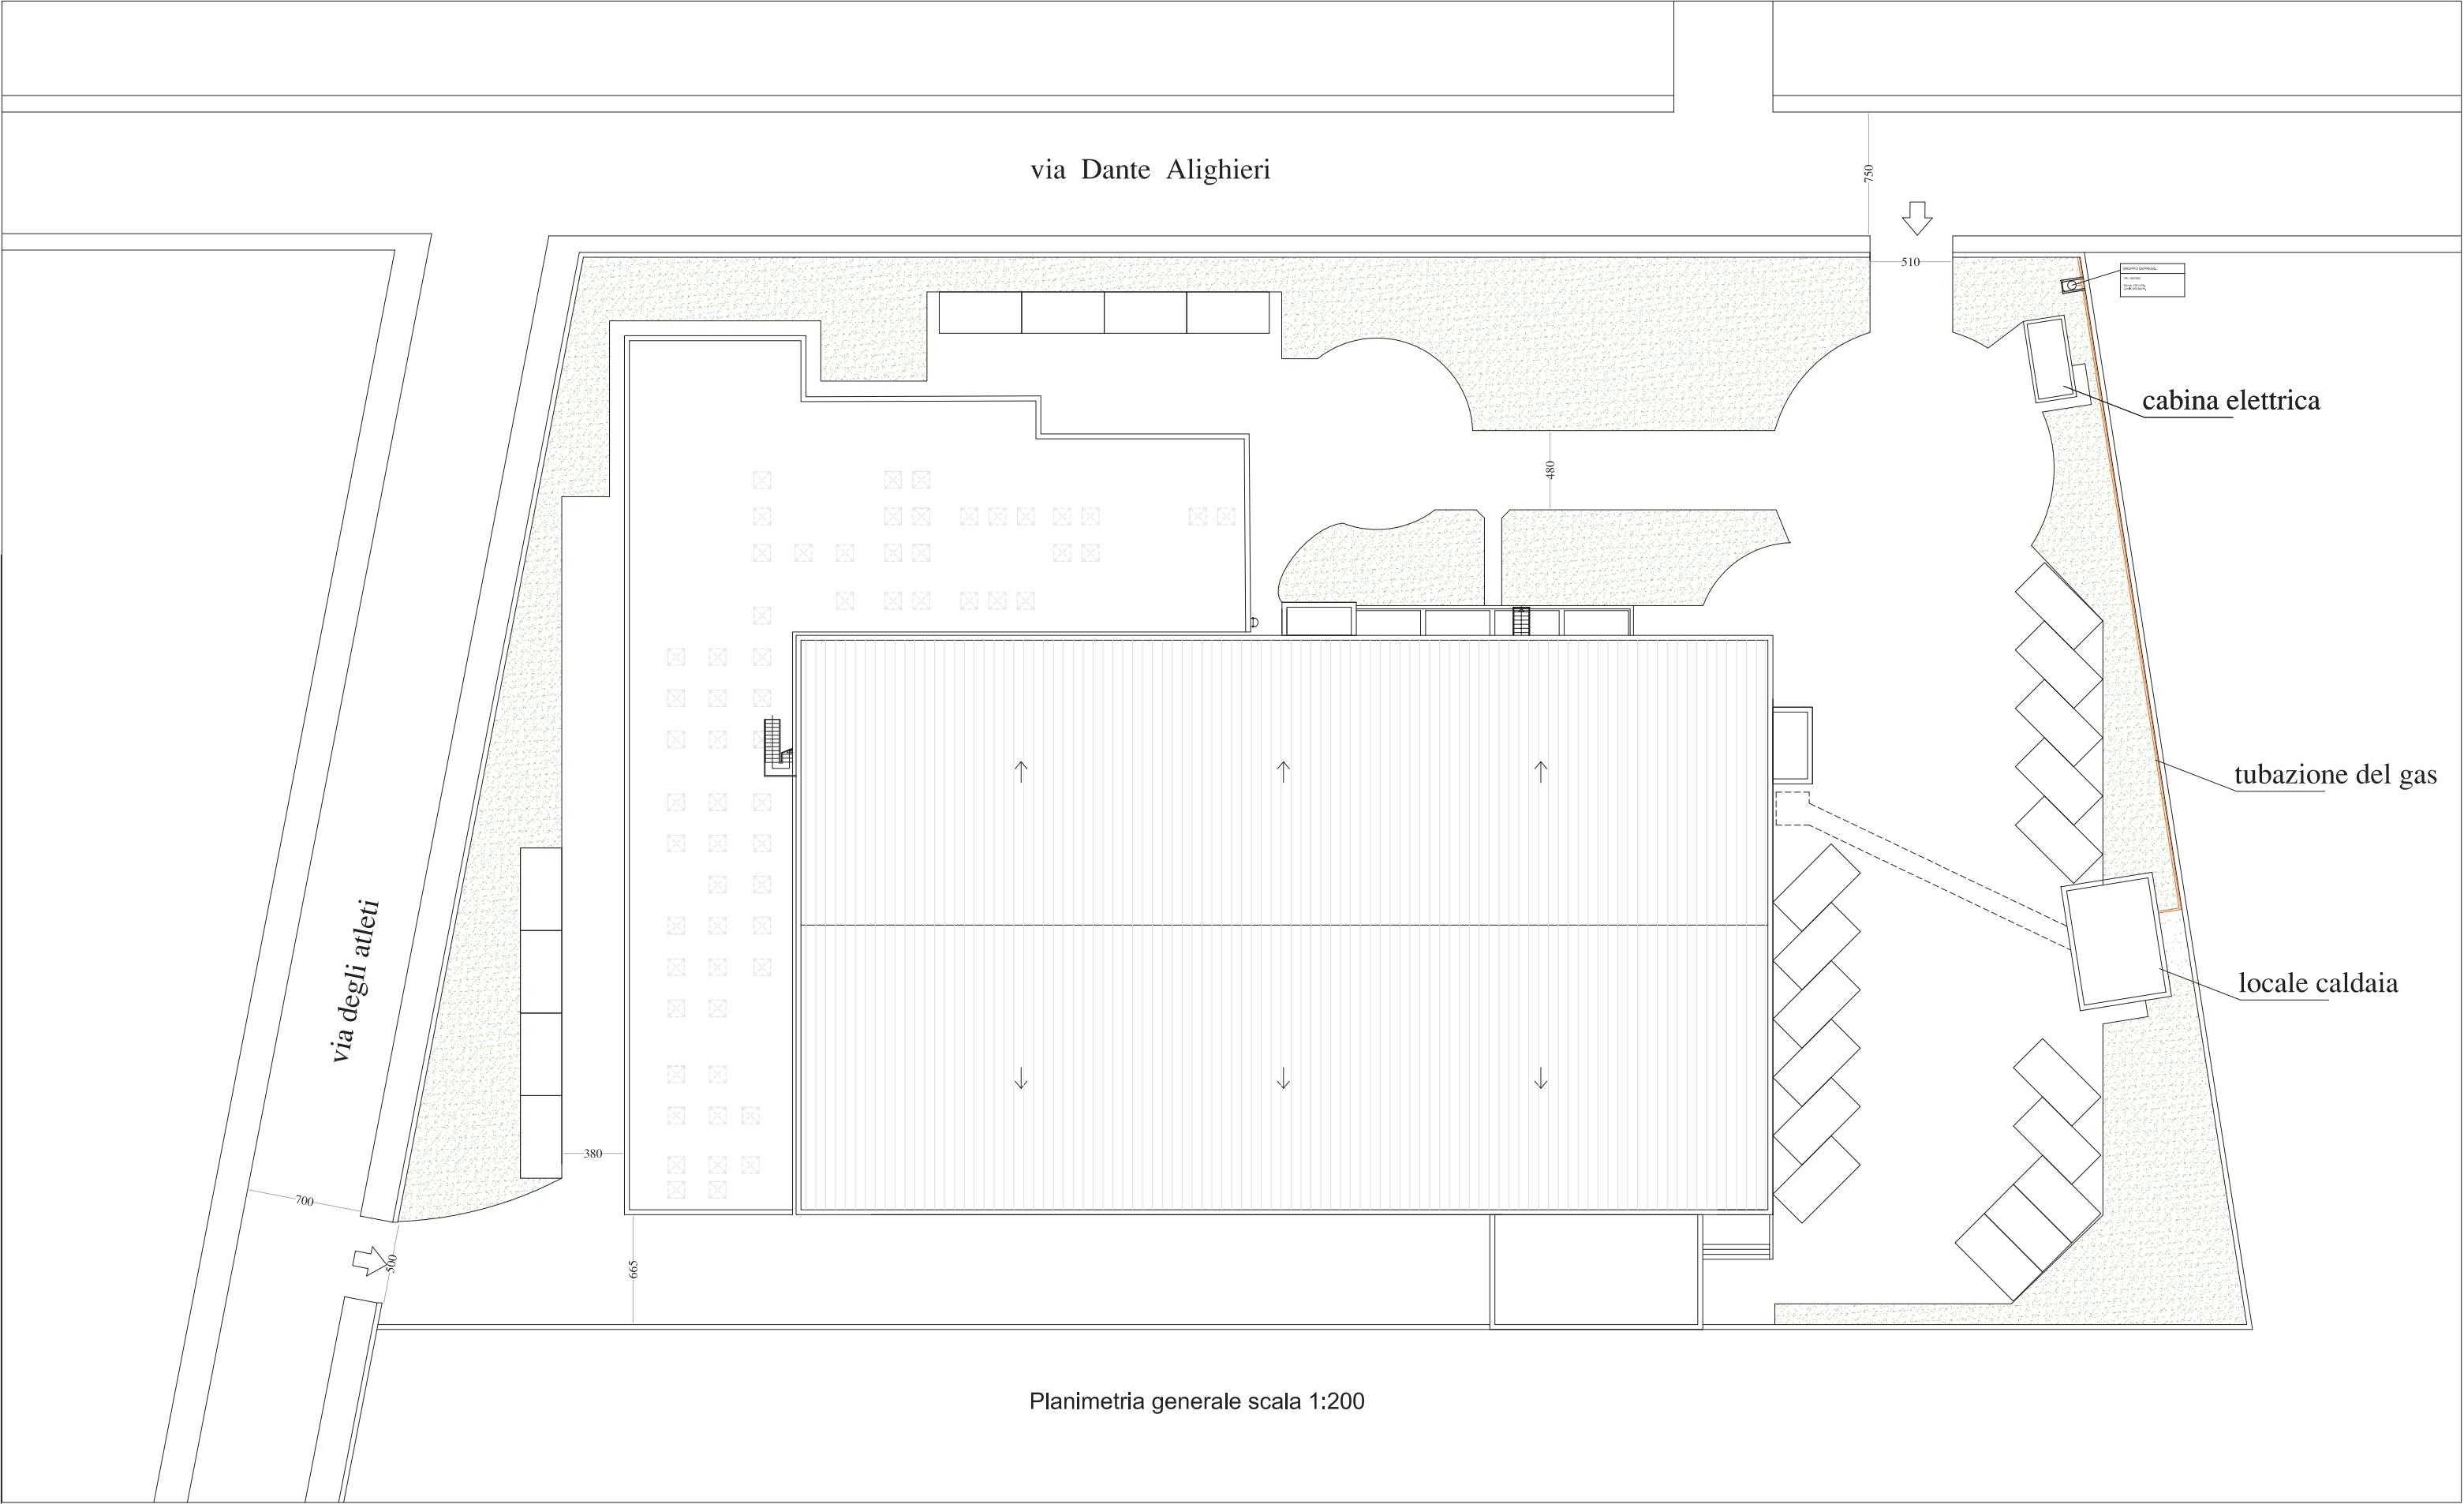 via Dante Alighieri
750
510
cabina elettrica
480
tubazione del gas
via degli atleti
locale caldaia
380
700
500
665
Planimetria generale scala 1:200